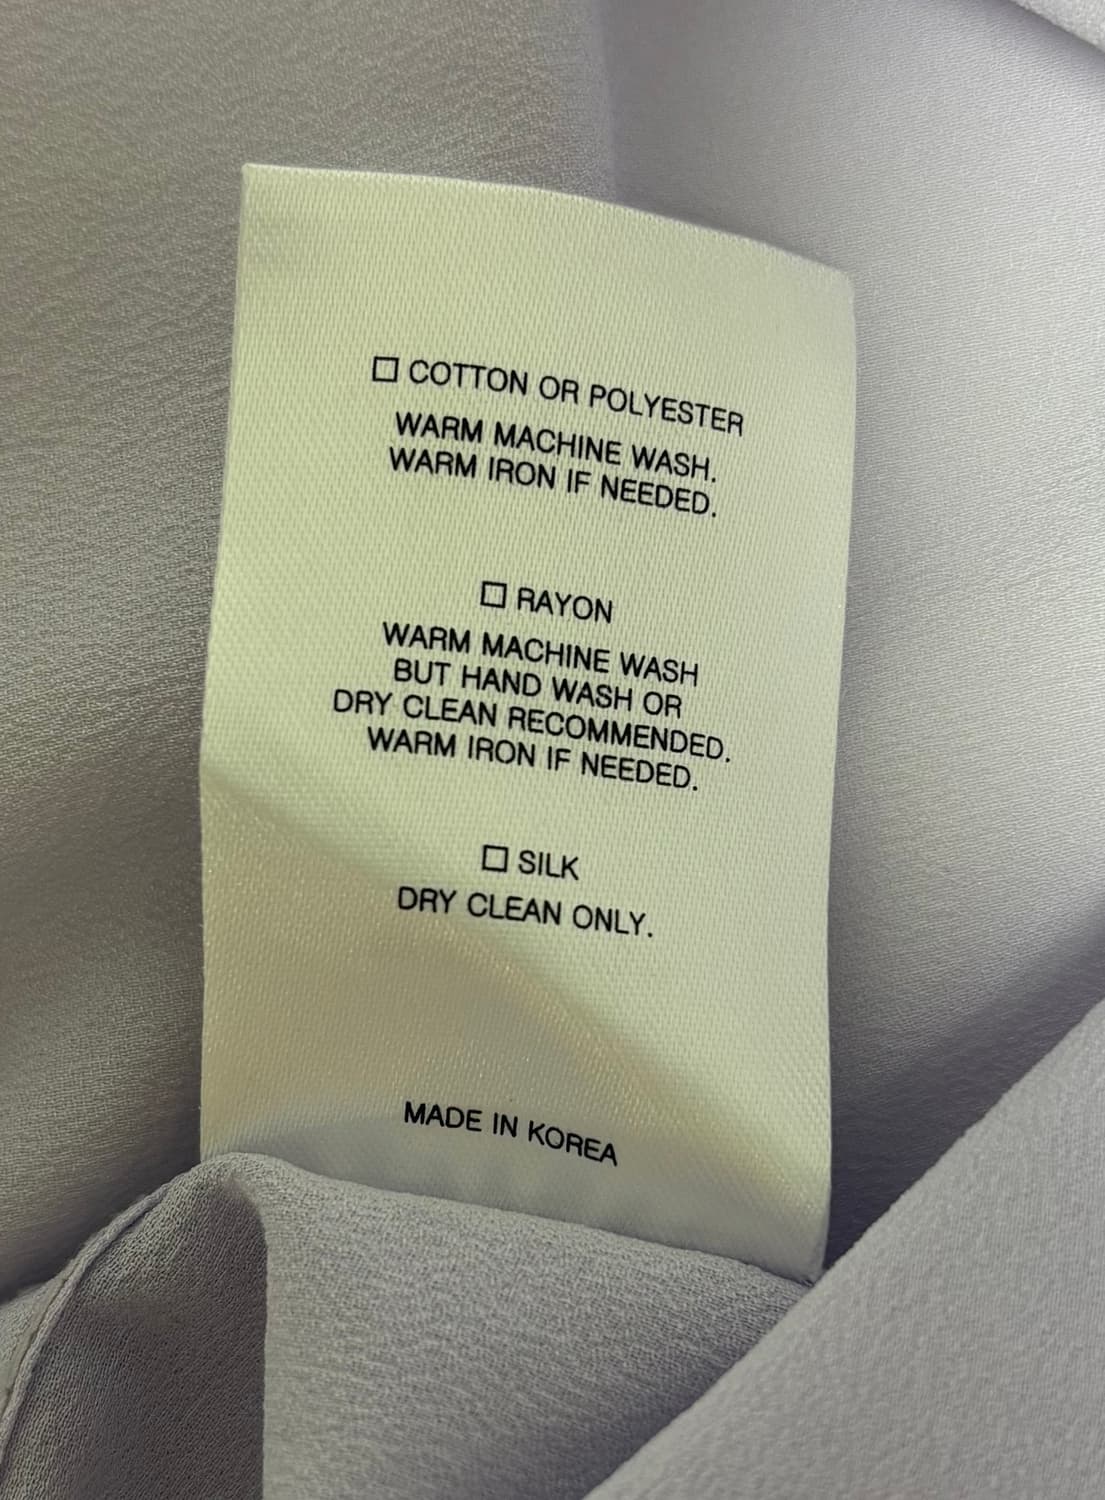 ☐ COTTON OR POLYESTER
WARM MACHINE WASH.
WARM IRON IF NEEDED.
☐ RAYON
WARM MACHINE WASH
BUT HAND WASH OR
DRY CLEAN RECOMMENDED.
WARM IRON IF NEEDED.
☐ SILK
DRY CLEAN ONLY.
MADE IN KOREA